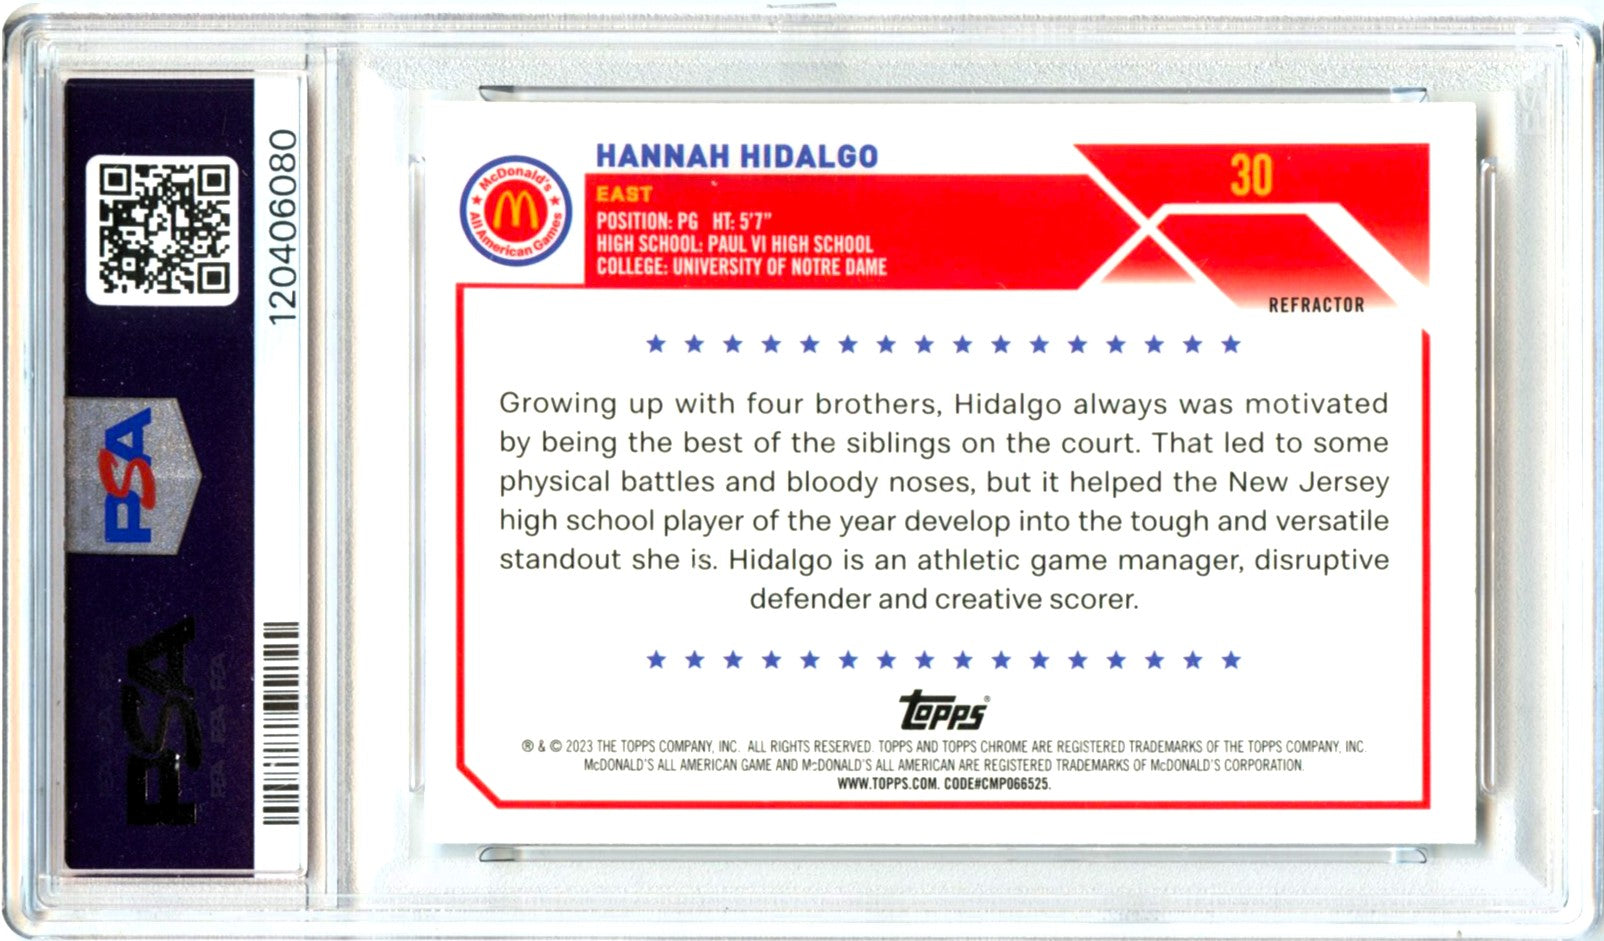 120406080
PSA
PSA
McDonald's
All American Games
HANNAH HIDALGO
EAST
POSITION: PG HT: 5'7"
HIGH SCHOOL: PAUL VI HIGH SCHOOL
COLLEGE: UNIVERSITY OF NOTRE DAME
30
REFRACTOR
Growing up with four brothers, Hidalgo always was motivated
by being the best of the siblings on the court. That led to some
physical battles and bloody noses, but it helped the New Jersey
high school player of the year develop into the tough and versatile
standout she is. Hidalgo is an athletic game manager, disruptive
defender and creative scorer.
topps®
® & © 2023 THE TOPPS COMPANY, INC. ALL RIGHTS RESERVED. TOPPS AND TOPPS CHROME ARE REGISTERED TRADEMARKS OF THE TOPPS COMPANY, INC.
McDONALD'S ALL AMERICAN GAME AND McDONALD'S ALL AMERICAN ARE REGISTERED TRADEMARKS OF McDONALD'S CORPORATION.
WWW.TOPPS.COM. CODE#CMP066525.